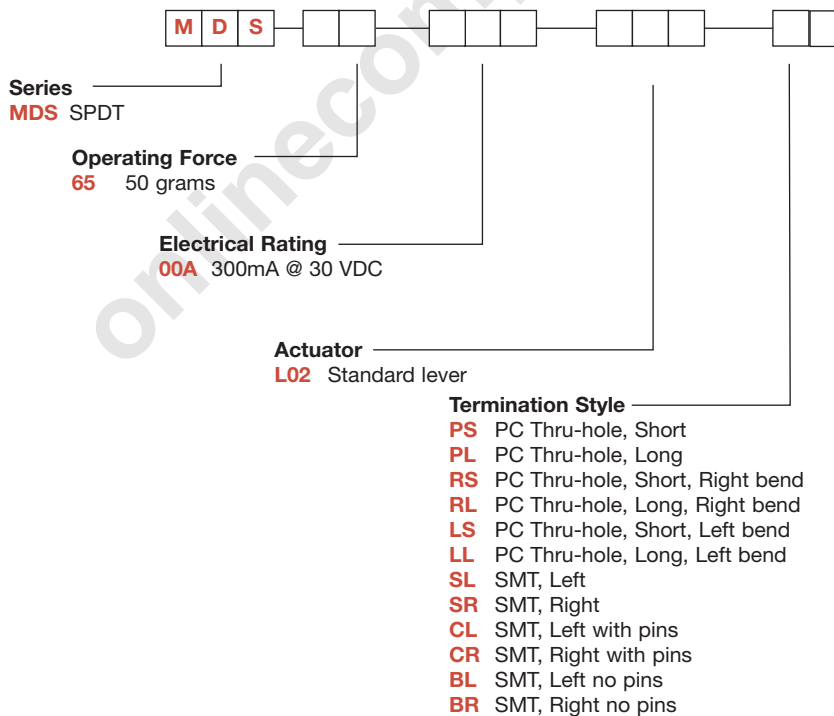 MDS
Series
MDS SPDT
Operating Force
65 50 grams
Electrical Rating
00A 300mA @ 30 VDC
Actuator
L02 Standard lever
Termination Style
PS PC Thru-hole, Short
PL PC Thru-hole, Long
RS PC Thru-hole, Short, Right bend
RL PC Thru-hole, Long, Right bend
LS PC Thru-hole, Short, Left bend
LL PC Thru-hole, Long, Left bend
SL SMT, Left
SR SMT, Right
CL SMT, Left with pins
CR SMT, Right with pins
BL SMT, Left no pins
BR SMT, Right no pins